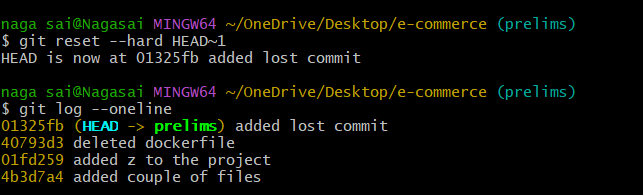 naga sai@Nagasai MINGW64 ~/OneDrive/Desktop/e-commerce (prelims)
$ git reset --hard HEAD~1
HEAD is now at 01325fb added lost commit
naga sai@Nagasai MINGW64 ~/OneDrive/Desktop/e-commerce (prelims)
$ git log --oneline
01325fb (HEAD -> prelims) added lost commit
40793d3 deleted dockerfile
01fd259 added z to the project
4b3d7a4 added couple of files